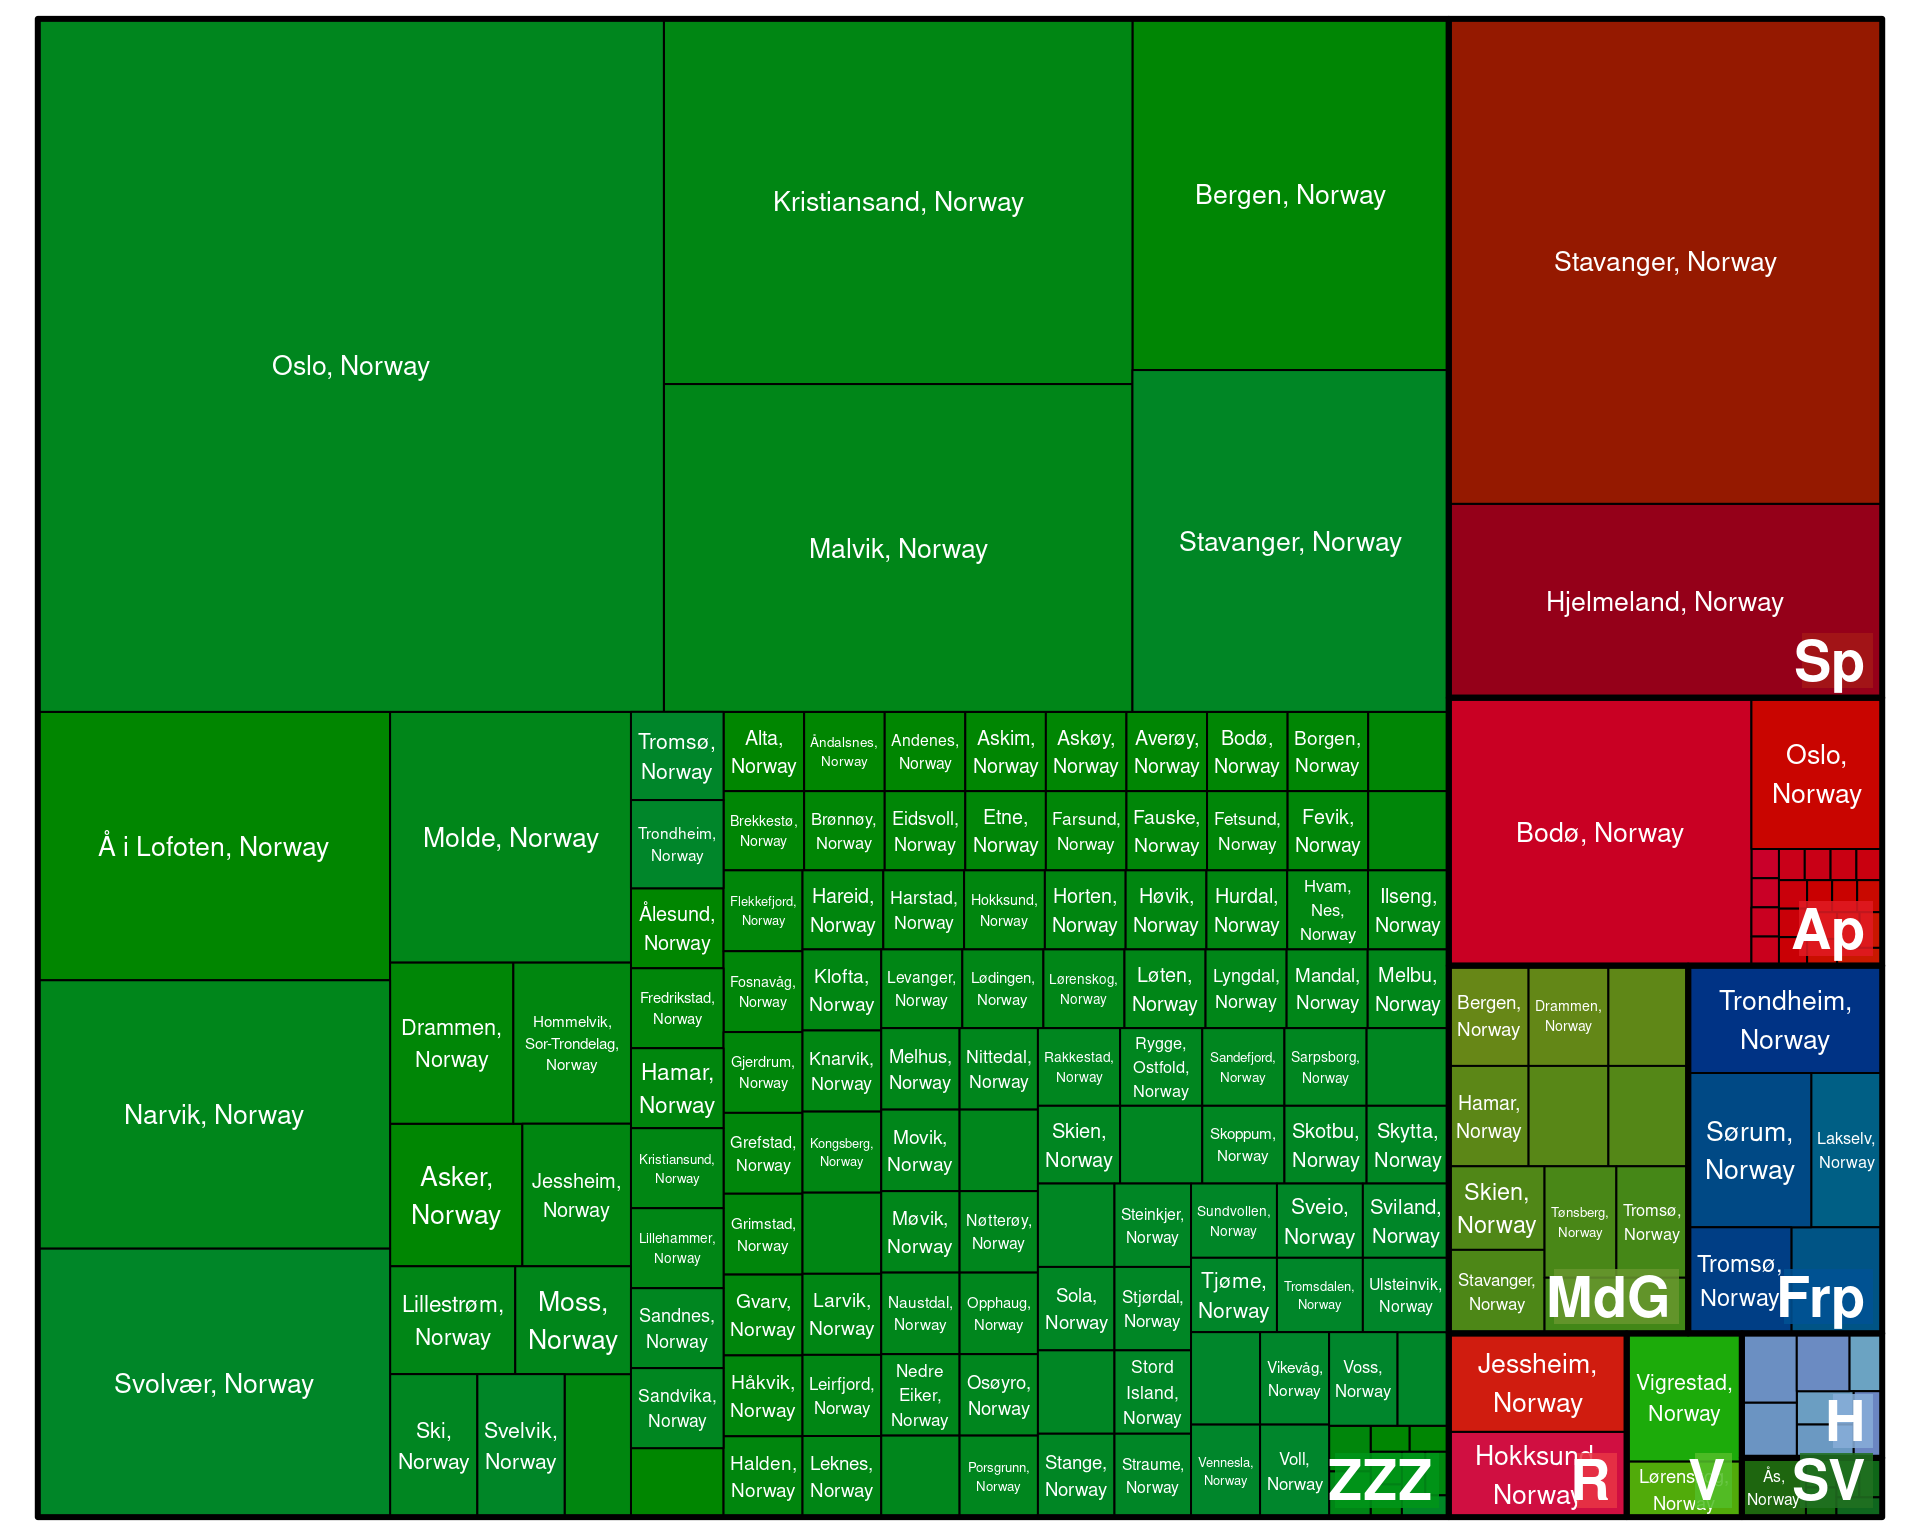 Oslo, Norway
Kristiansand, Norway
Bergen, Norway
Malvik, Norway
Stavanger, Norway
Å i Lofoten, Norway
Narvik, Norway
Svolvær, Norway
Molde, Norway
Drammen,
Norway
Hommelvik,
Sor-Trondelag,
Norway
Asker,
Norway
Jessheim,
Norway
Lillestrøm,
Norway
Moss,
Norway
Ski,
Norway
Svelvik,
Norway
Tromsø,
Norway
Trondheim,
Norway
Ålesund,
Norway
Fredrikstad,
Norway
Hamar,
Norway
Kristiansund,
Norway
Lillehammer,
Norway
Sandnes,
Norway
Sandvika,
Norway
Alta,
Norway
Åndalsnes,
Norway
Andenes,
Norway
Askim,
Norway
Askøy,
Norway
Averøy,
Norway
Bodø,
Norway
Borgen,
Norway
Brekkestø,
Norway
Brønnøy,
Norway
Eidsvoll,
Norway
Etne,
Norway
Farsund,
Norway
Fauske,
Norway
Fetsund,
Norway
Fevik,
Norway
Flekkefjord,
Norway
Hareid,
Norway
Harstad,
Norway
Hokksund,
Norway
Horten,
Norway
Høvik,
Norway
Hurdal,
Norway
Hvam,
Nes,
Norway
Ilseng,
Norway
Fosnavåg,
Norway
Klofta,
Norway
Levanger,
Norway
Lødingen,
Norway
Lørenskog,
Norway
Løten,
Norway
Lyngdal,
Norway
Mandal,
Norway
Melbu,
Norway
Gjerdrum,
Norway
Knarvik,
Norway
Melhus,
Norway
Nittedal,
Norway
Rakkestad,
Norway
Rygge,
Ostfold,
Norway
Sandefjord,
Norway
Sarpsborg,
Norway
Grefstad,
Norway
Kongsberg,
Norway
Movik,
Norway
Skien,
Norway
Skoppum,
Norway
Skotbu,
Norway
Skytta,
Norway
Grimstad,
Norway
Møvik,
Norway
Nøtterøy,
Norway
Steinkjer,
Norway
Sundvollen,
Norway
Sveio,
Norway
Sviland,
Norway
Gvarv,
Norway
Larvik,
Norway
Naustdal,
Norway
Opphaug,
Norway
Sola,
Norway
Stjørdal,
Norway
Tjøme,
Norway
Tromsdalen,
Norway
Ulsteinvik,
Norway
Håkvik,
Norway
Leirfjord,
Norway
Nedre
Eiker,
Norway
Osøyro,
Norway
Stord
Island,
Norway
Vikevåg,
Norway
Voss,
Norway
Halden,
Norway
Leknes,
Norway
Porsgrunn,
Norway
Stange,
Norway
Straume,
Norway
Vennesla,
Norway
Voll,
Norway
ZZZ
Stavanger, Norway
Hjelmeland, Norway
Sp
Bodø, Norway
Oslo,
Norway
Ap
Bergen,
Norway
Drammen,
Norway
Hamar,
Norway
Skien,
Norway
Tønsberg,
Norway
Tromsø,
Norway
Stavanger,
Norway
MdG
Trondheim,
Norway
Sørum,
Norway
Lakselv,
Norway
Tromsø,
Norway
Frp
Jessheim,
Norway
Hokksund,
Norway
R
Vigrestad,
Norway
Norway
V
H
Ås,
Norway
SV